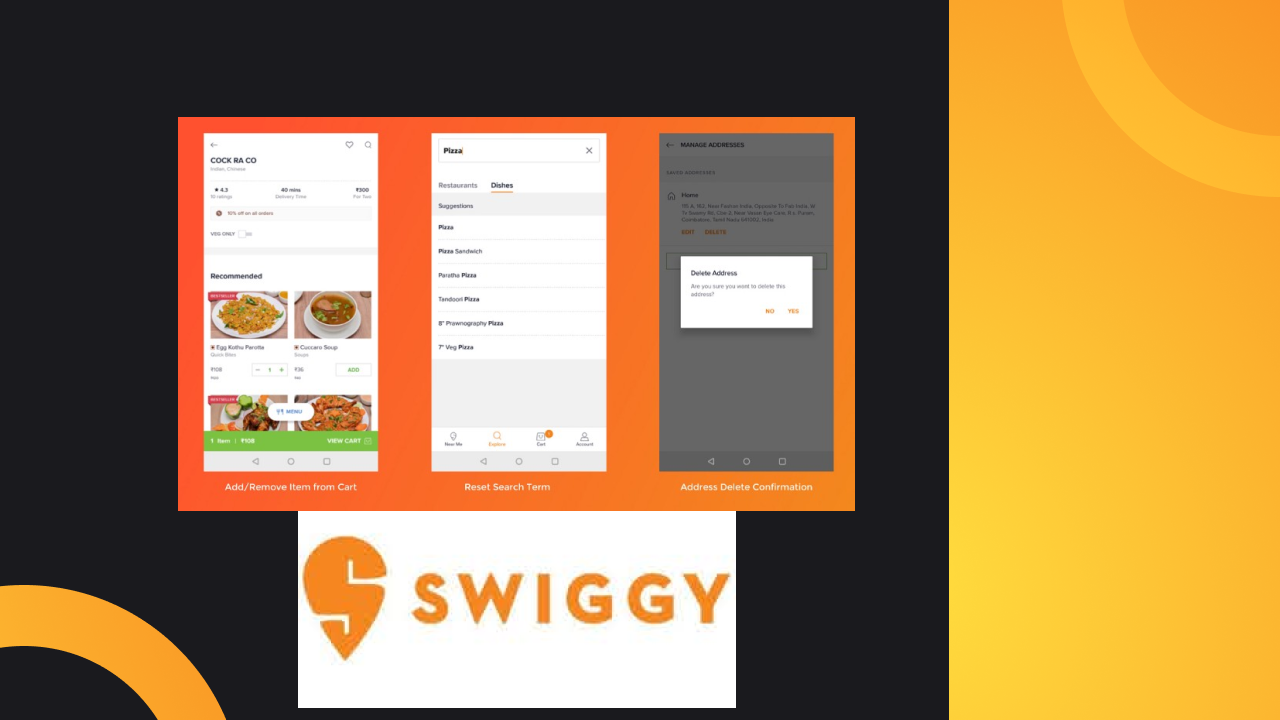 COCK RA CO
Indian, Chinese
★ 4.3
40 mins
₹300
10 ratings
Delivery Time
For Two
10% off on all orders
VEG ONLY
Recommended
BESTSELLER
Egg Kothu Parotta
Quick Bites
₹108
− 1 +
Cuccaro Soup
Soups
₹36
ADD
BESTSELLER
MENU
1 Item | ₹108
VIEW CART
Add/Remove Item from Cart
Pizza
Restaurants
Dishes
Suggestions
Pizza
Pizza Sandwich
Paratha Pizza
Tandoori Pizza
8" Prawnography Pizza
7" Veg Pizza
Near Me
Explore
Cart
Account
Reset Search Term
MANAGE ADDRESSES
SAVED ADDRESSES
Home
EDIT
DELETE
Delete Address
Are you sure you want to delete this
address?
NO
YES
Address Delete Confirmation
SWIGGY